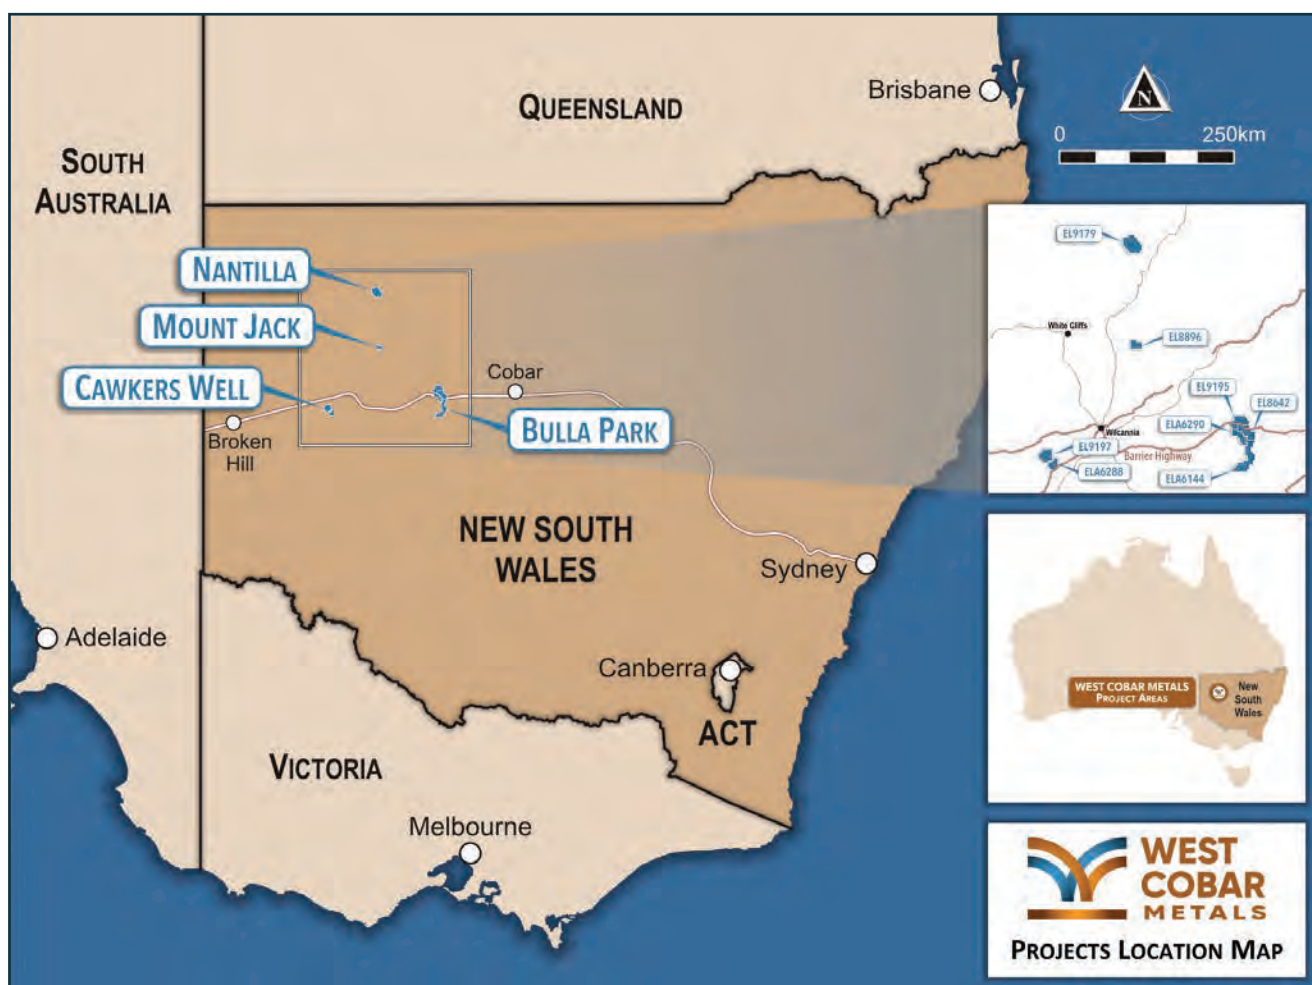 QUEENSLAND
Brisbane
N
0 250km
SOUTH
AUSTRALIA
NANTILLA
MOUNT JACK
CAWKERS WELL
Cobar
BULLA PARK
Broken
Hill
NEW SOUTH
WALES
Sydney
Adelaide
Canberra
ACT
VICTORIA
Melbourne
EL9179
White Cliffs
EL8896
EL9195
EL8642
ELA6290
Wilcannia
EL9197
Barrier Highway
ELA6288
ELA6144
WEST COBAR METALS
PROJECT AREAS
New
South
Wales
WEST
COBAR
METALS
PROJECTS LOCATION MAP